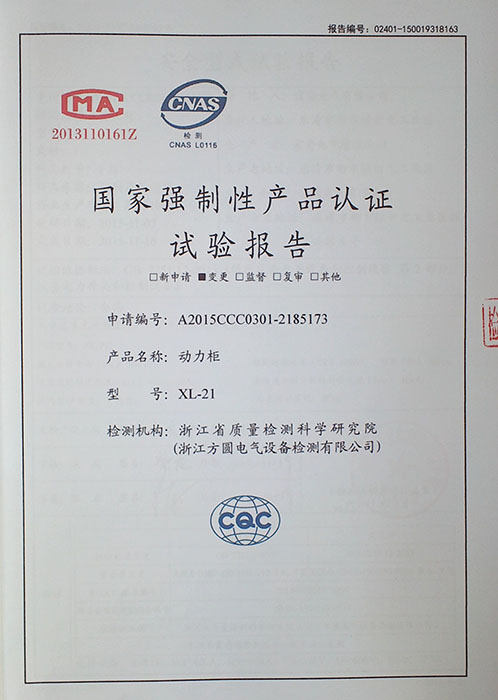 报告编号：02401-150019318163
MA
2013110161Z
CNAS
检测
CNAS L0116
国家强制性产品认证
试验报告
□新申请 ■变更 □监督 □复审 □其他
申请编号：A2015CCC0301-2185173
产品名称：动力柜
型 号：XL-21
检测机构：浙江省质量检测科学研究院
(浙江方圆电气设备检测有限公司)
CQC